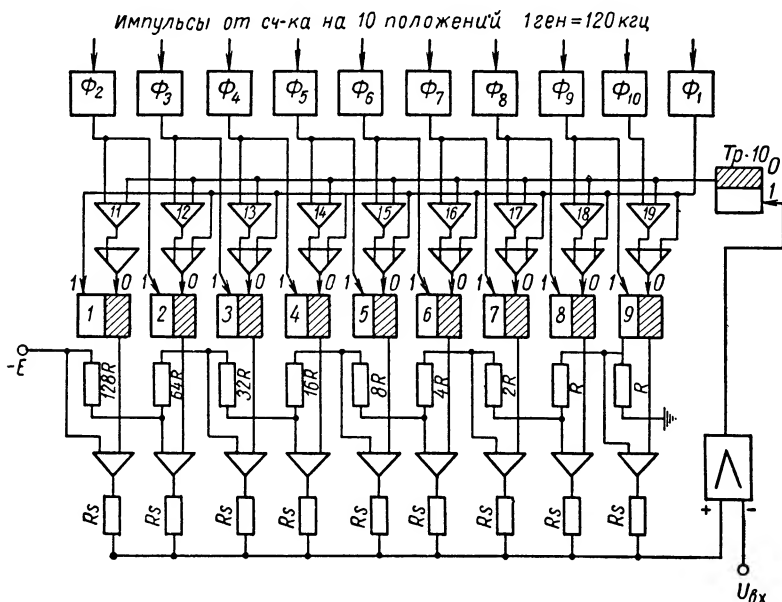 Импульсы от сч-ка на 10 положений 1ген=120кгц
Ф2 Ф3 Ф4 Ф5 Ф6 Ф7 Ф8 Ф9 Ф10 Ф1
Тр-10 0
1
11 12 13 14 15 16 17 18 19
1 0 1 0 1 0 1 0 1 0 1 0 1 0 1 0 1 0
1 2 3 4 5 6 7 8 9
-E
128R 64R 32R 16R 8R 4R 2R R R
Λ
Rs Rs Rs Rs Rs Rs Rs Rs Rs
+ -
Uвх